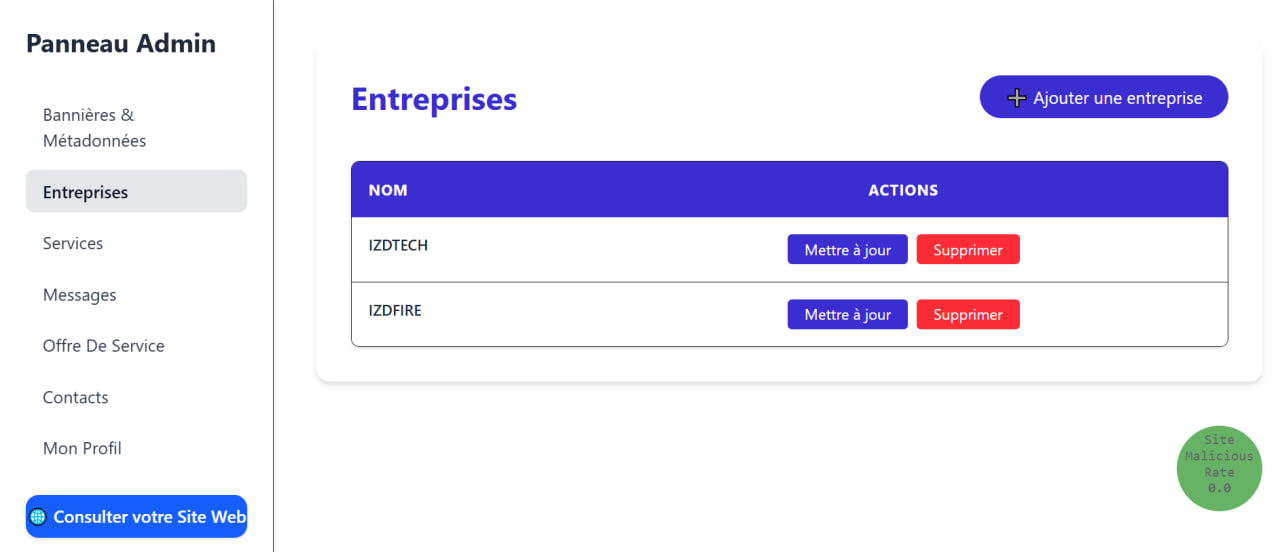 Panneau Admin
Bannières &
Métadonnées
Entreprises
Services
Messages
Offre De Service
Contacts
Mon Profil
Consulter votre Site Web
Entreprises
Ajouter une entreprise
NOM ACTIONS
IZDTECH Mettre à jour Supprimer
IZDFIRE Mettre à jour Supprimer
Site
Malicious
Rate
0.0